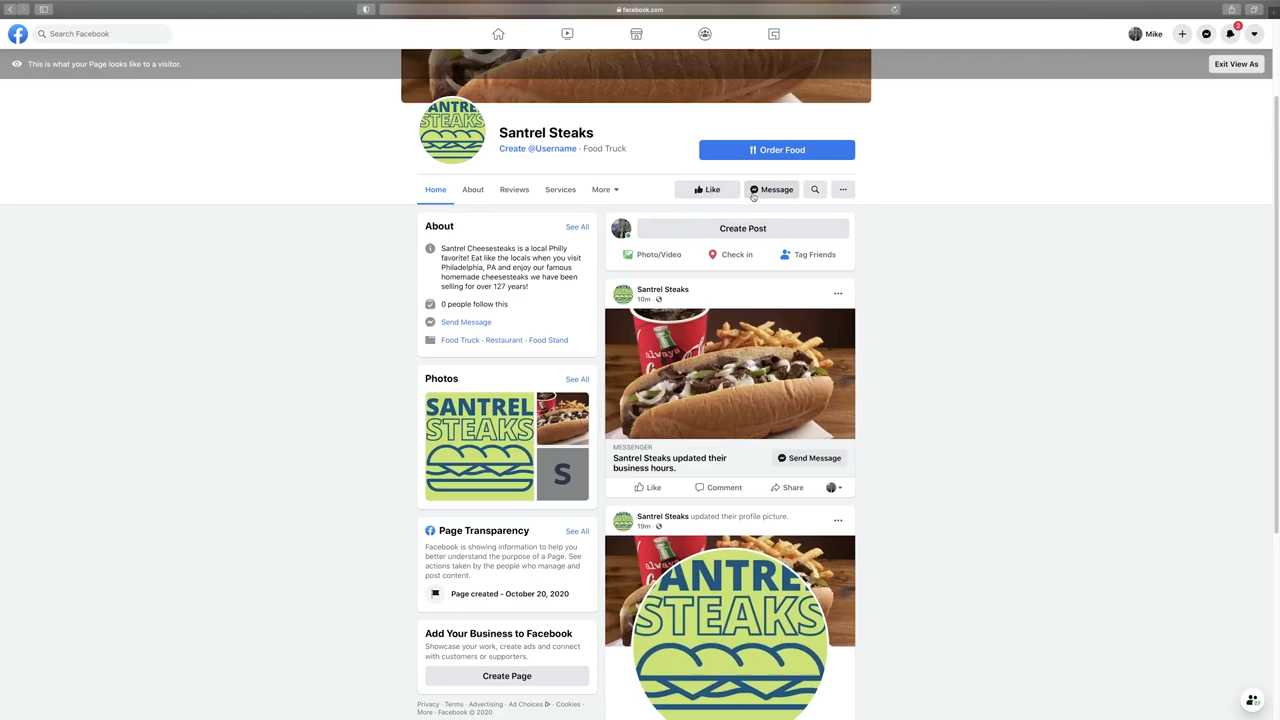 facebook.com
Search Facebook
Mike
2
This is what your Page looks like to a visitor.
Exit View As
ANTRE
STEAKS
Santrel Steaks
Create @Username · Food Truck
Order Food
Home
About
Reviews
Services
More
Like
Message
About
See All
Santrel Cheesesteaks is a local Philly
favorite! Eat like the locals when you visit
Philadelphia, PA and enjoy our famous
homemade cheesesteaks we have been
selling for over 127 years!
0 people follow this
Send Message
Food Truck · Restaurant · Food Stand
Photos
See All
SANTREL
STEAKS
S
Page Transparency
See All
Facebook is showing information to help you
better understand the purpose of a Page. See
actions taken by the people who manage and
post content.
Page created - October 20, 2020
Add Your Business to Facebook
Showcase your work, create ads and connect
with customers or supporters.
Create Page
Privacy · Terms · Advertising · Ad Choices · Cookies ·
More · Facebook © 2020
Create Post
Photo/Video
Check in
Tag Friends
Santrel Steaks
10m ·
always
MESSENGER
Santrel Steaks updated their
business hours.
Send Message
Like
Comment
Share
Santrel Steaks updated their profile picture.
19m ·
ANTRE
STEAKS